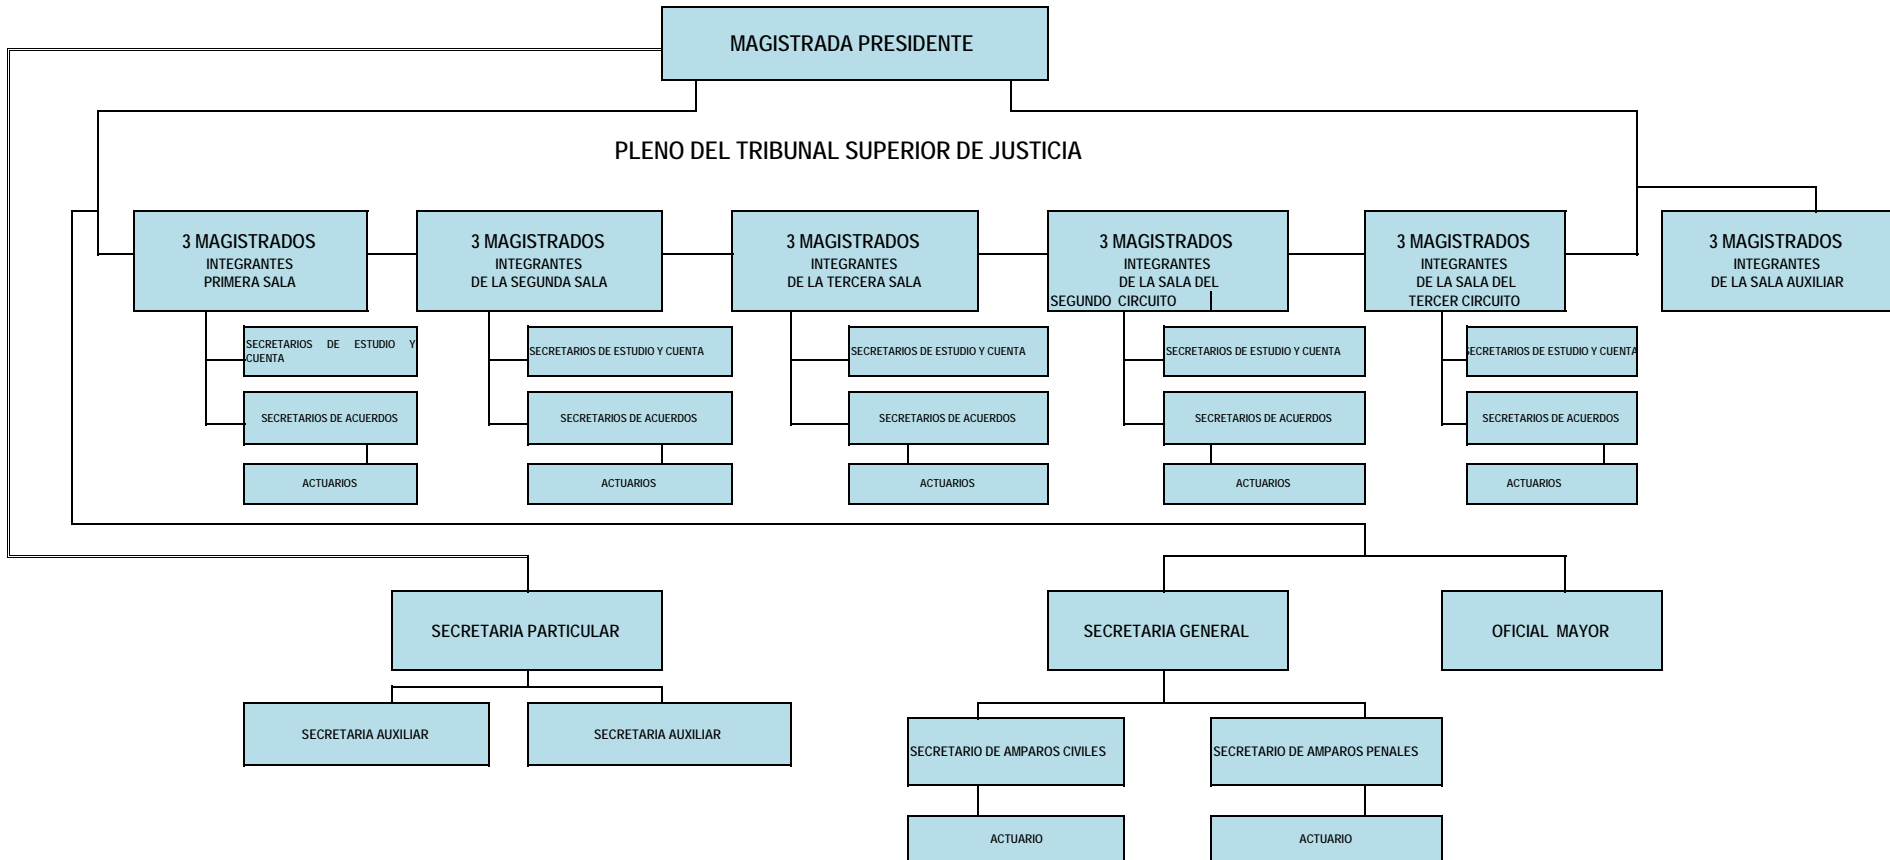 MAGISTRADA PRESIDENTE
PLENO DEL TRIBUNAL SUPERIOR DE JUSTICIA
3 MAGISTRADOS
INTEGRANTES
PRIMERA SALA
3 MAGISTRADOS
INTEGRANTES
DE LA SEGUNDA SALA
3 MAGISTRADOS
INTEGRANTES
DE LA TERCERA SALA
3 MAGISTRADOS
INTEGRANTES
DE LA SALA DEL
SEGUNDO CIRCUITO
3 MAGISTRADOS
INTEGRANTES
DE LA SALA DEL
TERCER CIRCUITO
3 MAGISTRADOS
INTEGRANTES
DE LA SALA AUXILIAR
SECRETARIOS DE ESTUDIO Y
CUENTA
SECRETARIOS DE ESTUDIO Y CUENTA
SECRETARIOS DE ESTUDIO Y CUENTA
SECRETARIOS DE ESTUDIO Y CUENTA
SECRETARIOS DE ESTUDIO Y CUENTA
SECRETARIOS DE ACUERDOS
SECRETARIOS DE ACUERDOS
SECRETARIOS DE ACUERDOS
SECRETARIOS DE ACUERDOS
SECRETARIOS DE ACUERDOS
ACTUARIOS
ACTUARIOS
ACTUARIOS
ACTUARIOS
ACTUARIOS
SECRETARIA PARTICULAR
SECRETARIA GENERAL
OFICIAL MAYOR
SECRETARIA AUXILIAR
SECRETARIA AUXILIAR
SECRETARIO DE AMPAROS CIVILES
SECRETARIO DE AMPAROS PENALES
ACTUARIO
ACTUARIO